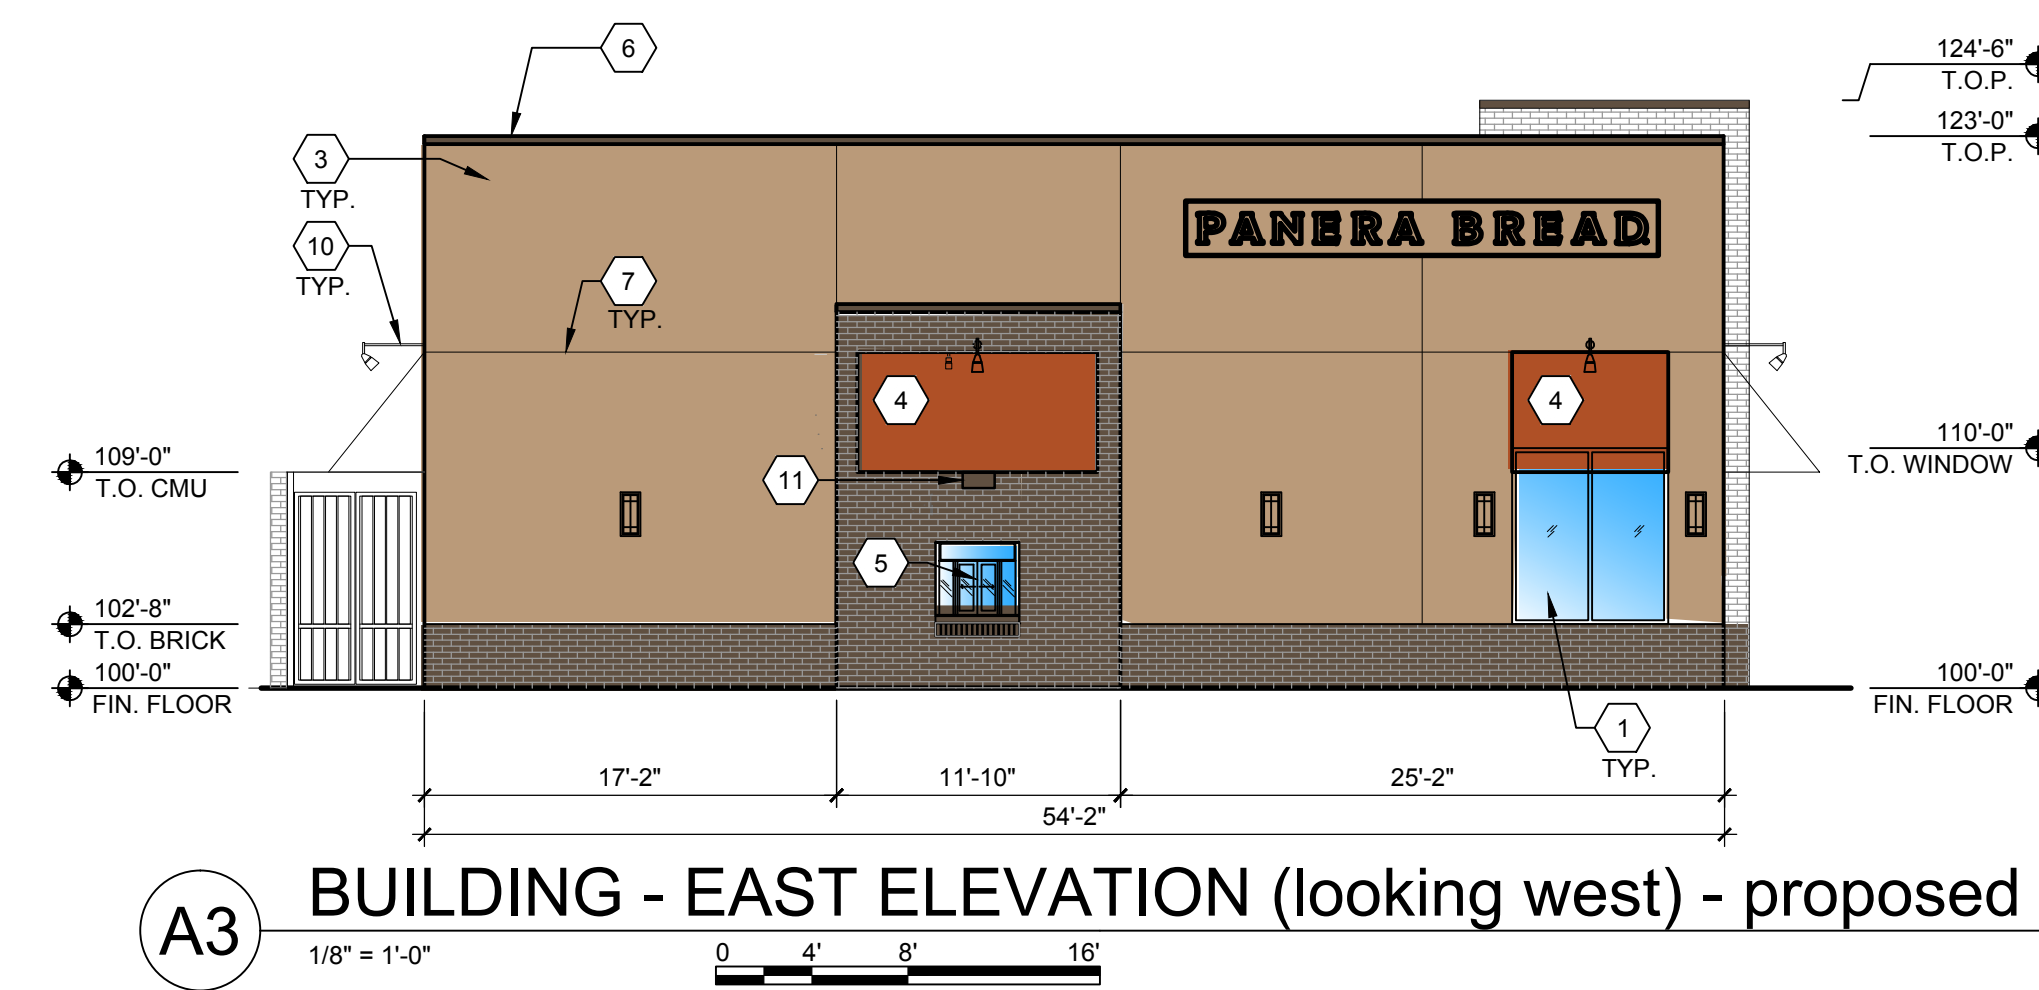 6
124'-6"
T.O.P.
123'-0"
T.O.P.
3
TYP.
10
TYP.
7
TYP.
PANERA BREAD
4
4
109'-0"
T.O. CMU
110'-0"
T.O. WINDOW
11
5
102'-8"
T.O. BRICK
100'-0"
FIN. FLOOR
100'-0"
FIN. FLOOR
1
TYP.
17'-2"
11'-10"
25'-2"
54'-2"
A3
BUILDING - EAST ELEVATION (looking west) - proposed
1/8" = 1'-0"
0 4' 8' 16'